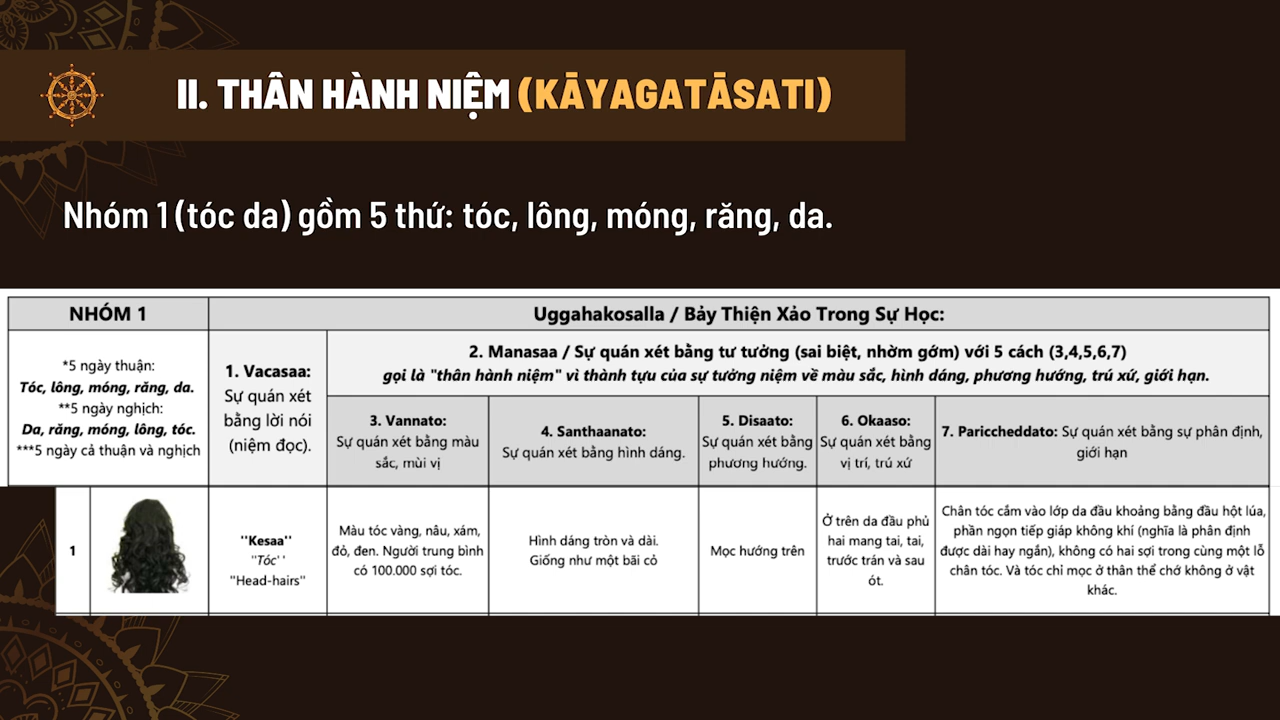 II. THÂN HÀNH NIỆM (KĀYAGATĀSATI)
Nhóm 1 (tóc da) gồm 5 thứ: tóc, lông, móng, răng, da.
NHÓM 1
Uggahakosalla / Bảy Thiện Xảo Trong Sự Học:
*5 ngày thuận:
Tóc, lông, móng, răng, da.
**5 ngày nghịch:
Da, răng, móng, lông, tóc.
***5 ngày cả thuận và nghịch
1. Vacasaa:
Sự quán xét
bằng lời nói
(niệm đọc).
2. Manasaa / Sự quán xét bằng tư tưởng (sai biệt, nhờm gớm) với 5 cách (3,4,5,6,7)
gọi là "thân hành niệm" vì thành tựu của sự tưởng niệm về màu sắc, hình dáng, phương hướng, trú xứ, giới hạn.
3. Vannato:
Sự quán xét bằng màu
sắc, mùi vị
4. Santhaanato:
Sự quán xét bằng hình dáng.
5. Disaato:
Sự quán xét bằng
phương hướng.
6. Okaaso:
Sự quán xét bằng
vị trí, trú xứ
7. Pariccheddato: Sự quán xét bằng sự phân định,
giới hạn
1
"Kesaa"
"Tóc' '
"Head-hairs"
Màu tóc vàng, nâu, xám,
đỏ, đen. Người trung bình
có 100.000 sợi tóc.
Hình dáng tròn và dài.
Giống như một bãi cỏ
Mọc hướng trên
Ở trên da đầu phủ
hai mang tai, tai,
trước trán và sau
ót.
Chân tóc cắm vào lớp da đầu khoảng bằng đầu hột lúa,
phần ngọn tiếp giáp không khí (nghĩa là phân định
được dài hay ngắn), không có hai sợi trong cùng một lỗ
chân tóc. Và tóc chỉ mọc ở thân thể chớ không ở vật
khác.